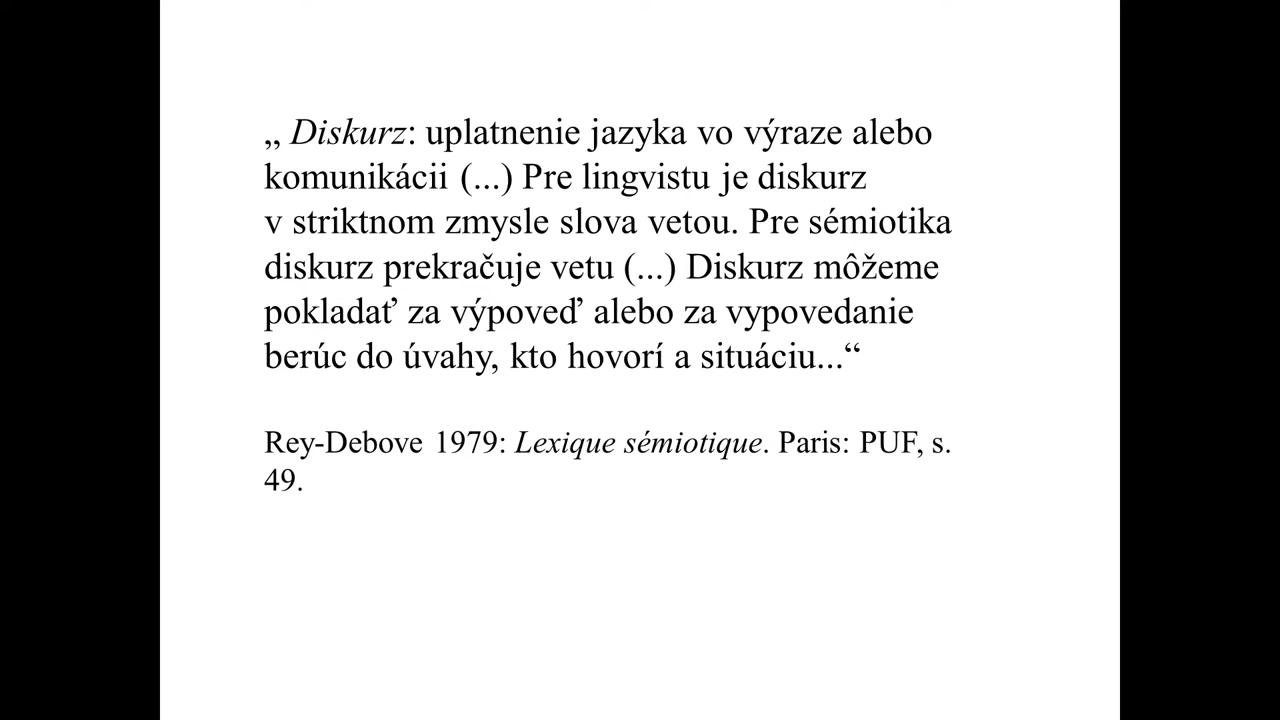 „ Diskurz: uplatnenie jazyka vo výraze alebo
komunikácii (...) Pre lingvistu je diskurz
v striktnom zmysle slova vetou. Pre sémiotika
diskurz prekračuje vetu (...) Diskurz môžeme
pokladať za výpoveď alebo za vypovedanie
berúc do úvahy, kto hovorí a situáciu...“
Rey-Debove 1979: Lexique sémiotique. Paris: PUF, s.
49.